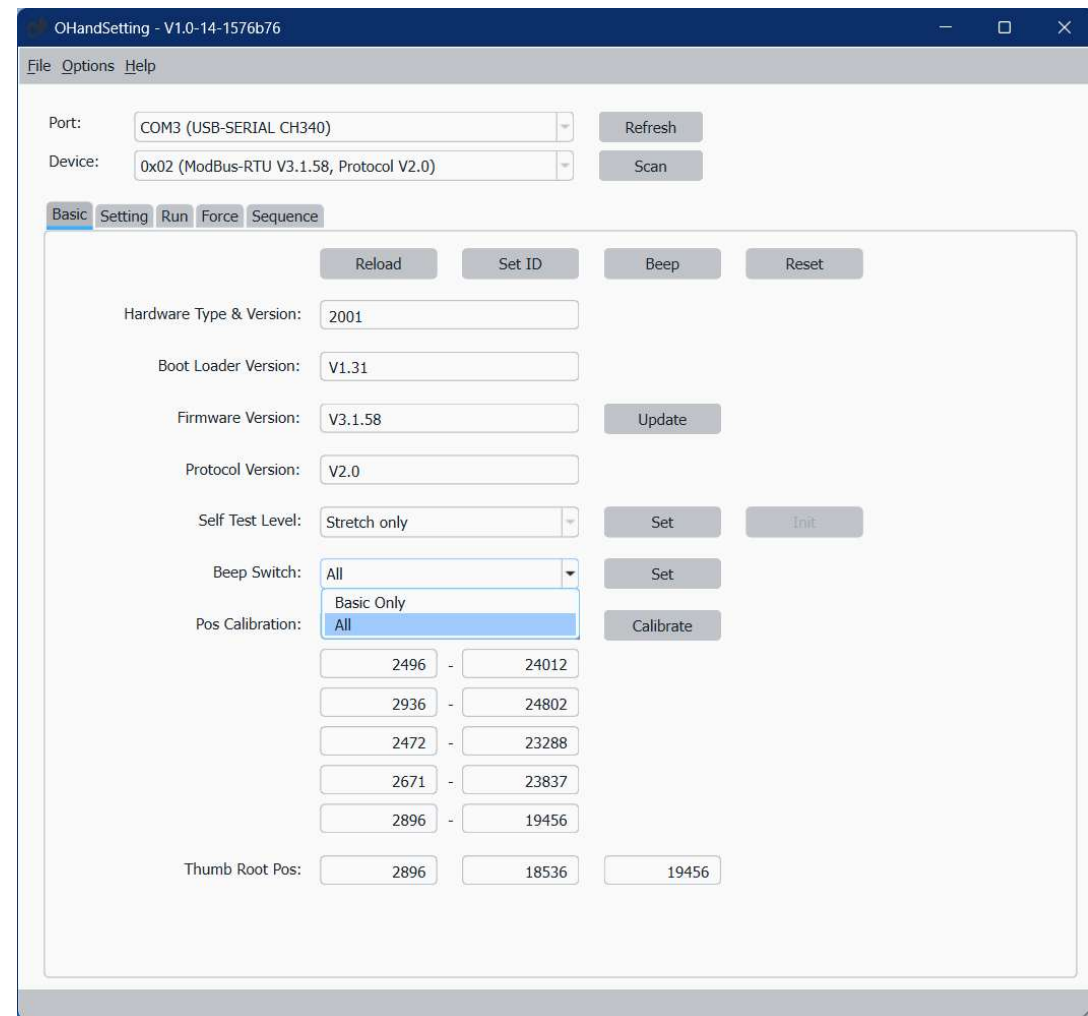 OHandSetting - V1.0-14-1576b76
File Options Help
Port: COM3 (USB-SERIAL CH340) Refresh
Device: 0x02 (ModBus-RTU V3.1.58, Protocol V2.0) Scan
Basic Setting Run Force Sequence
Reload Set ID Beep Reset
Hardware Type & Version: 2001
Boot Loader Version: V1.31
Firmware Version: V3.1.58 Update
Protocol Version: V2.0
Self Test Level: Stretch only Set Init
Beep Switch: All Set
Basic Only
Pos Calibration: All Calibrate
2496 - 24012
2936 - 24802
2472 - 23288
2671 - 23837
2896 - 19456
Thumb Root Pos: 2896 18536 19456